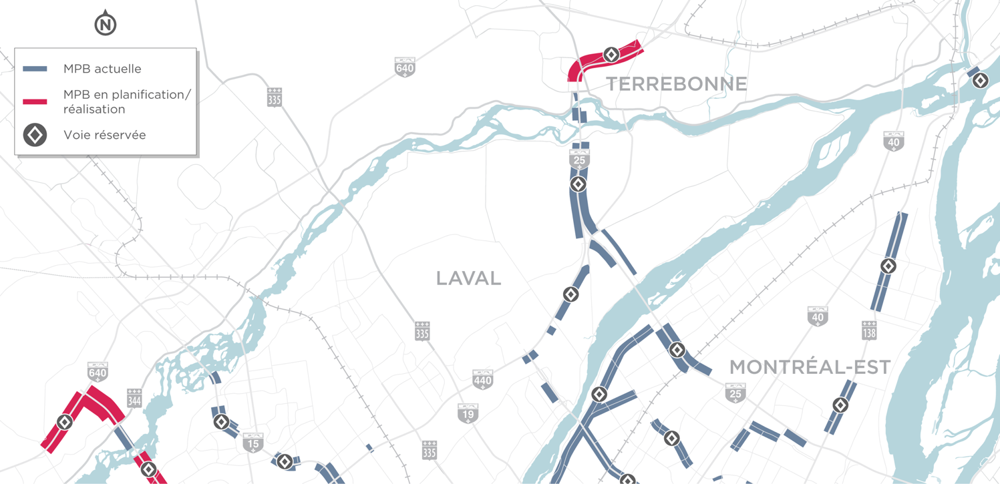 N
MPB actuelle
MPB en planification/
réalisation
Voie réservée
640
335
TERREBONNE
40
25
LAVAL
335
40
138
MONTRÉAL-EST
640
344
440
25
19
15
335